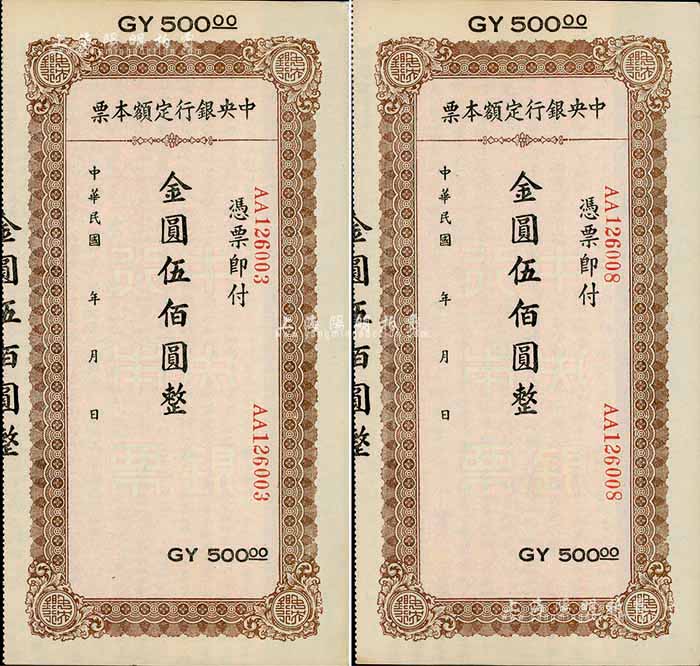 GY 500.00
中央銀行定額本票
憑票即付
AA126003
AA126003
金圓伍佰圓整
中華民國 年 月 日
GY 500.00
金圓伍佰圓整
GY 500.00
中央銀行定額本票
憑票即付
AA126008
AA126008
金圓伍佰圓整
中華民國 年 月 日
GY 500.00
金圓伍佰圓整